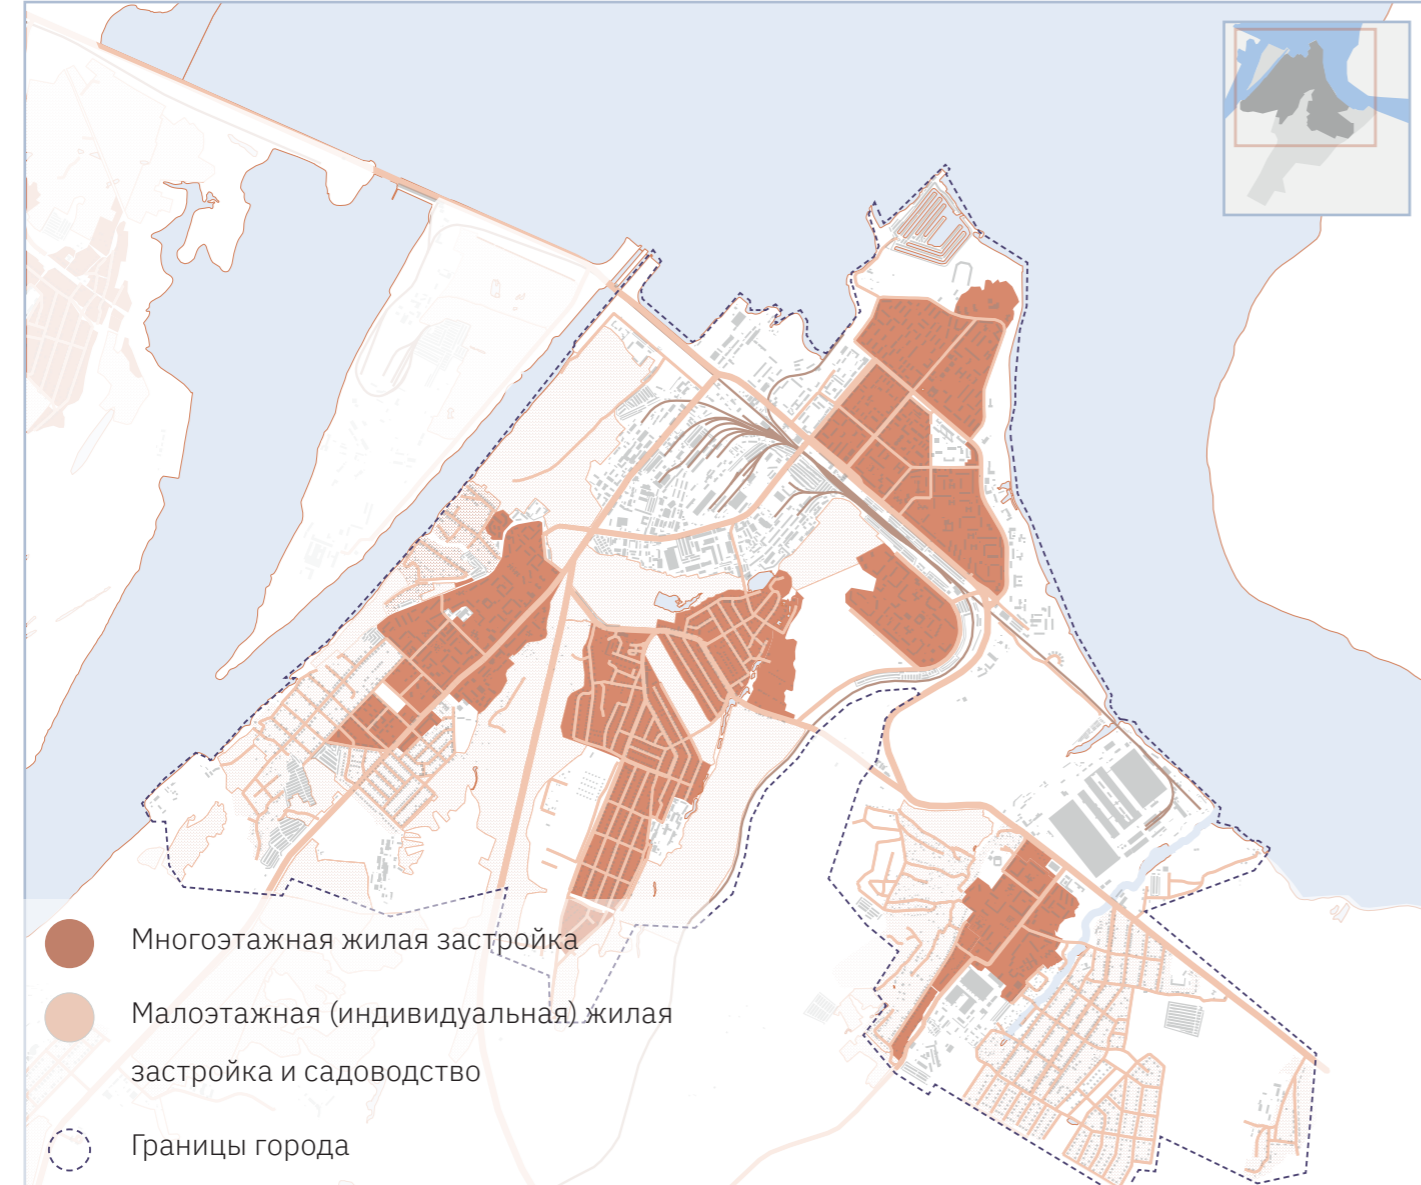 Многоэтажная жилая застройка
Малоэтажная (индивидуальная) жилая
застройка и садоводство
Границы города